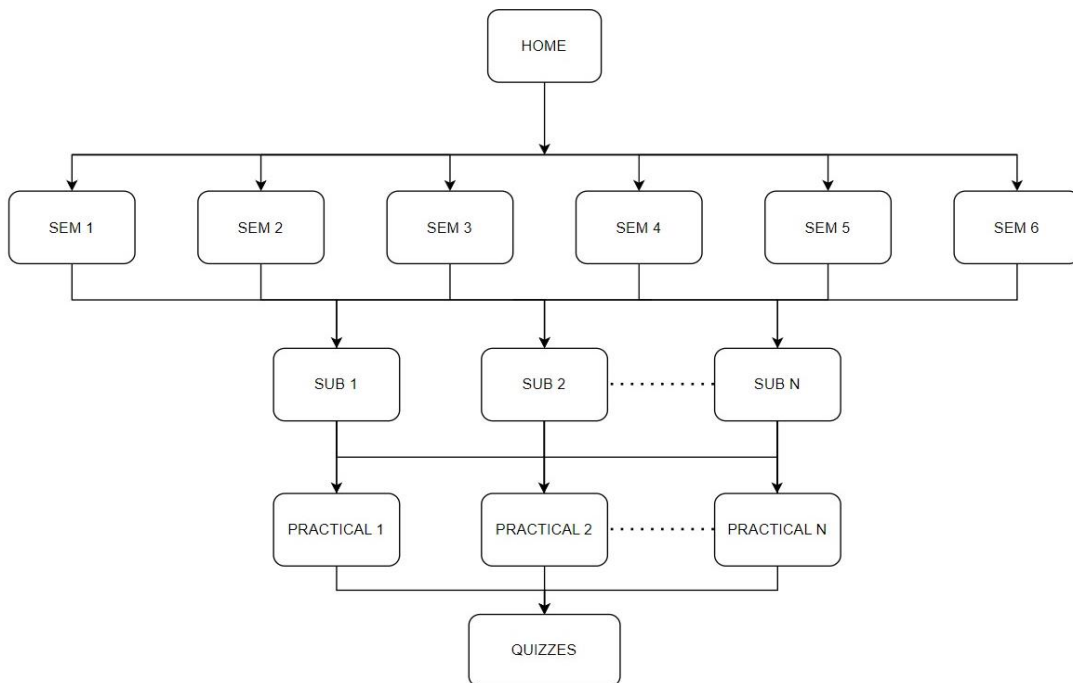 HOME
SEM 1
SEM 2
SEM 3
SEM 4
SEM 5
SEM 6
SUB 1
SUB 2
SUB N
PRACTICAL 1
PRACTICAL 2
PRACTICAL N
QUIZZES